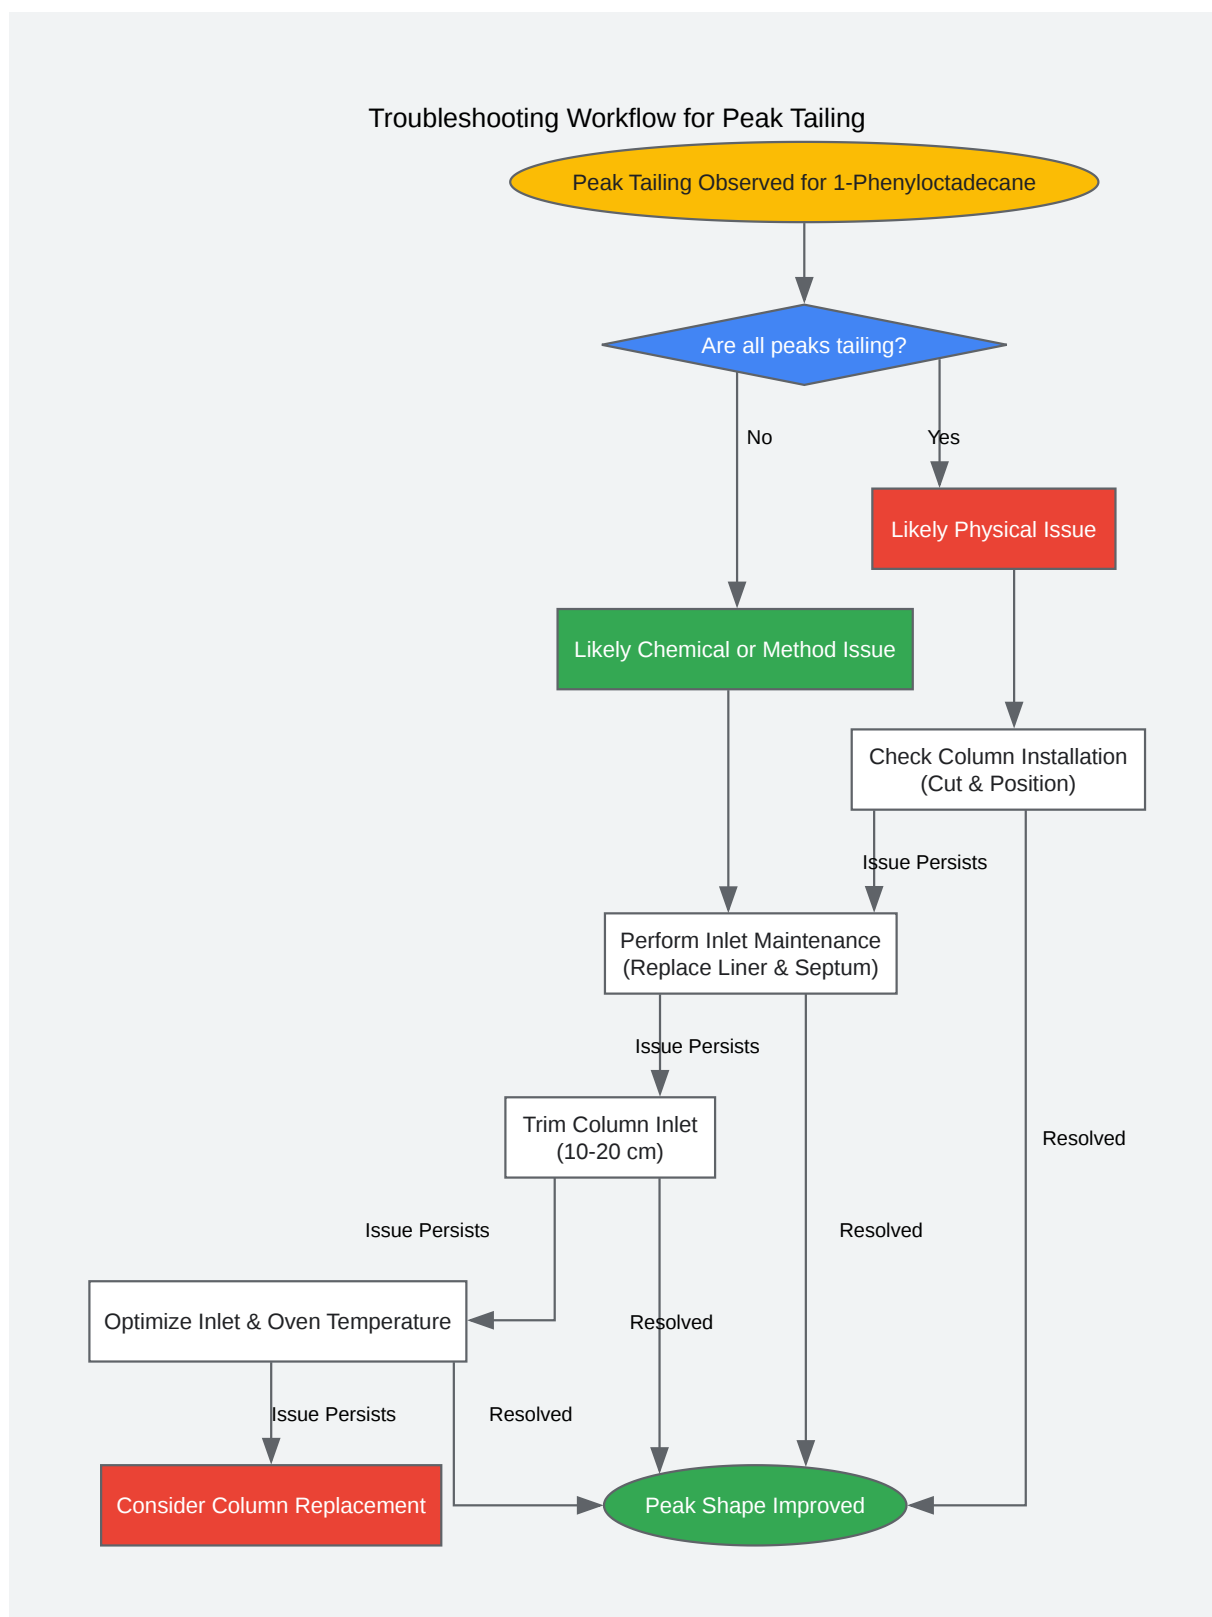 Troubleshooting Workflow for Peak Tailing
Peak Tailing Observed for 1-Phenyloctadecane
Are all peaks tailing?
No
Yes
Likely Physical Issue
Likely Chemical or Method Issue
Check Column Installation
(Cut & Position)
Issue Persists
Perform Inlet Maintenance
(Replace Liner & Septum)
Issue Persists
Trim Column Inlet
(10-20 cm)
Resolved
Issue Persists
Resolved
Optimize Inlet & Oven Temperature
Resolved
Issue Persists
Resolved
Consider Column Replacement
Peak Shape Improved